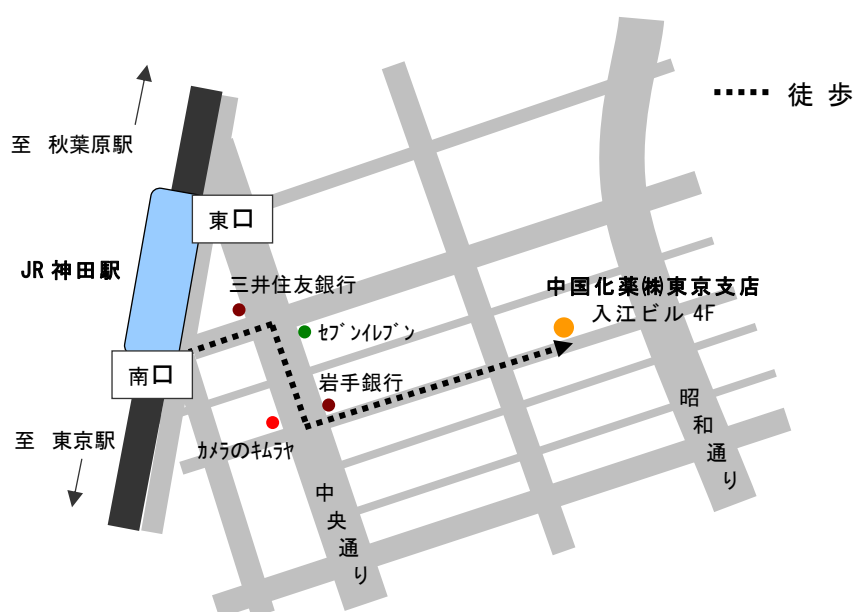 徒 歩
至 秋葉原駅
東口
JR 神田駅
三井住友銀行
中国化薬㈱東京支店
入江ビル 4F
ｾﾌﾞﾝｲﾚﾌﾞﾝ
南口
岩手銀行
昭和通り
至 東京駅
ｶﾒﾗのｷﾑﾗﾔ
中央通り